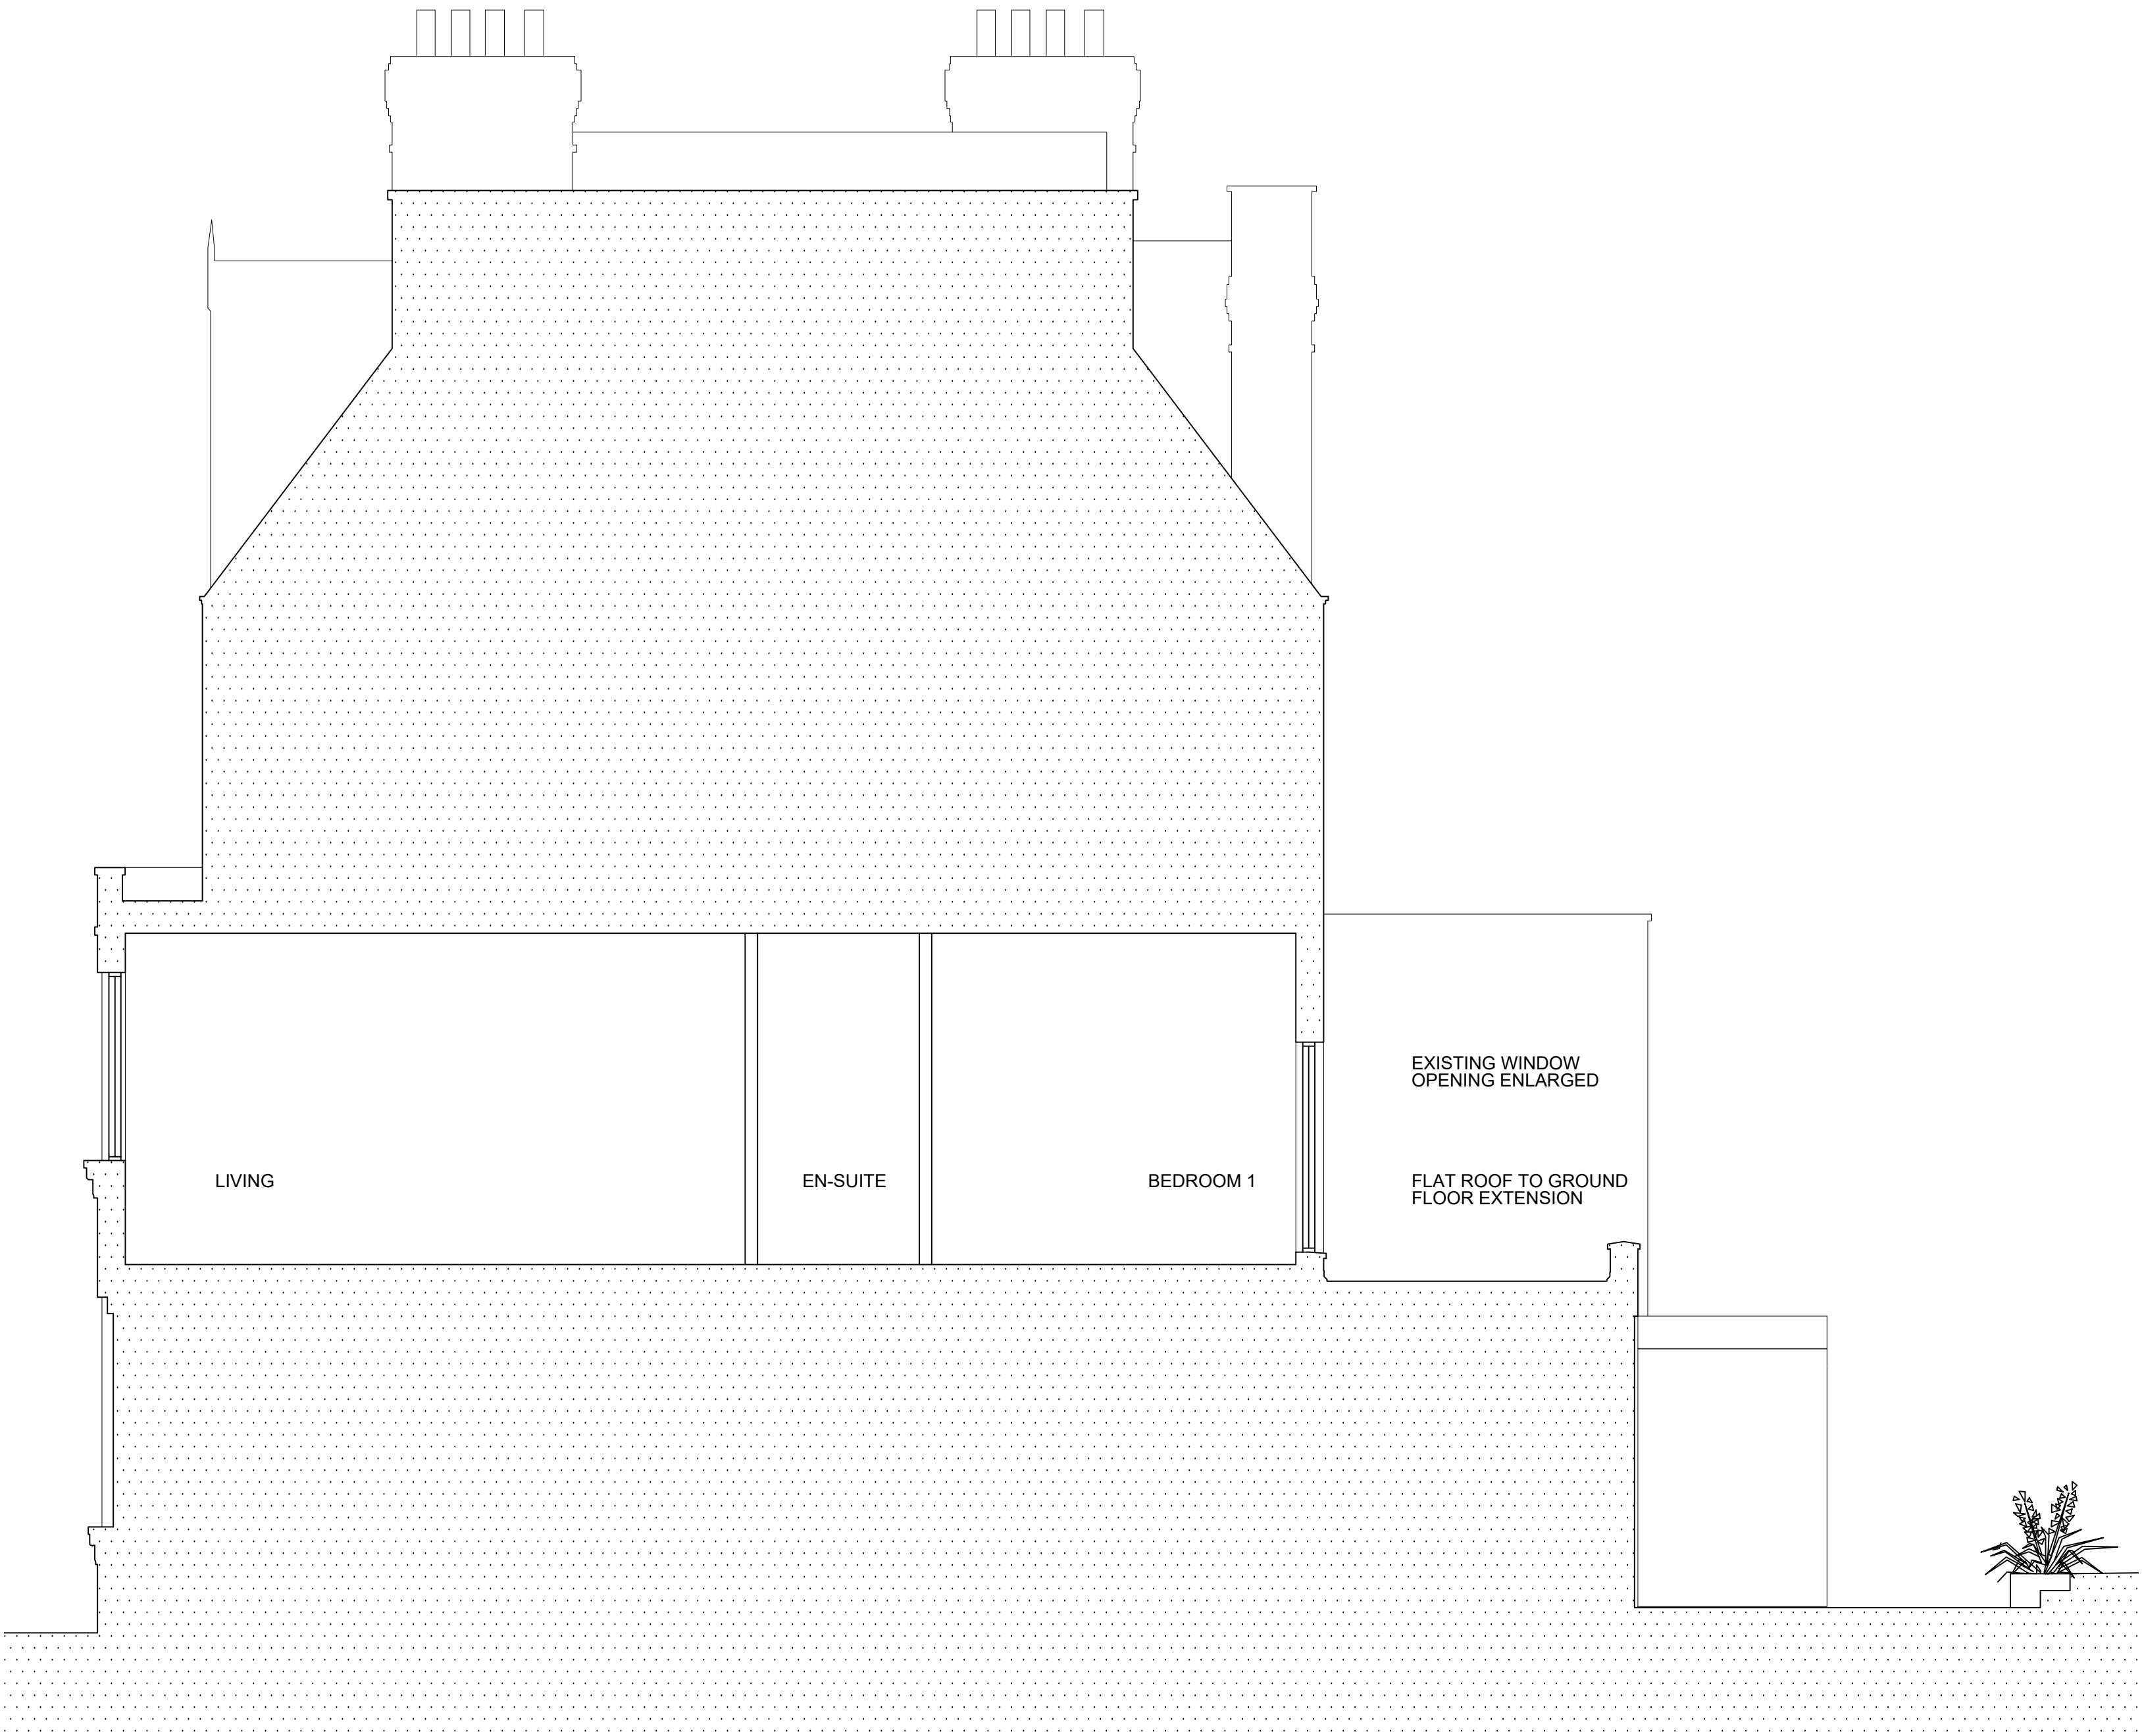 EXISTING WINDOW
OPENING ENLARGED
LIVING
EN-SUITE
BEDROOM 1
FLAT ROOF TO GROUND
FLOOR EXTENSION